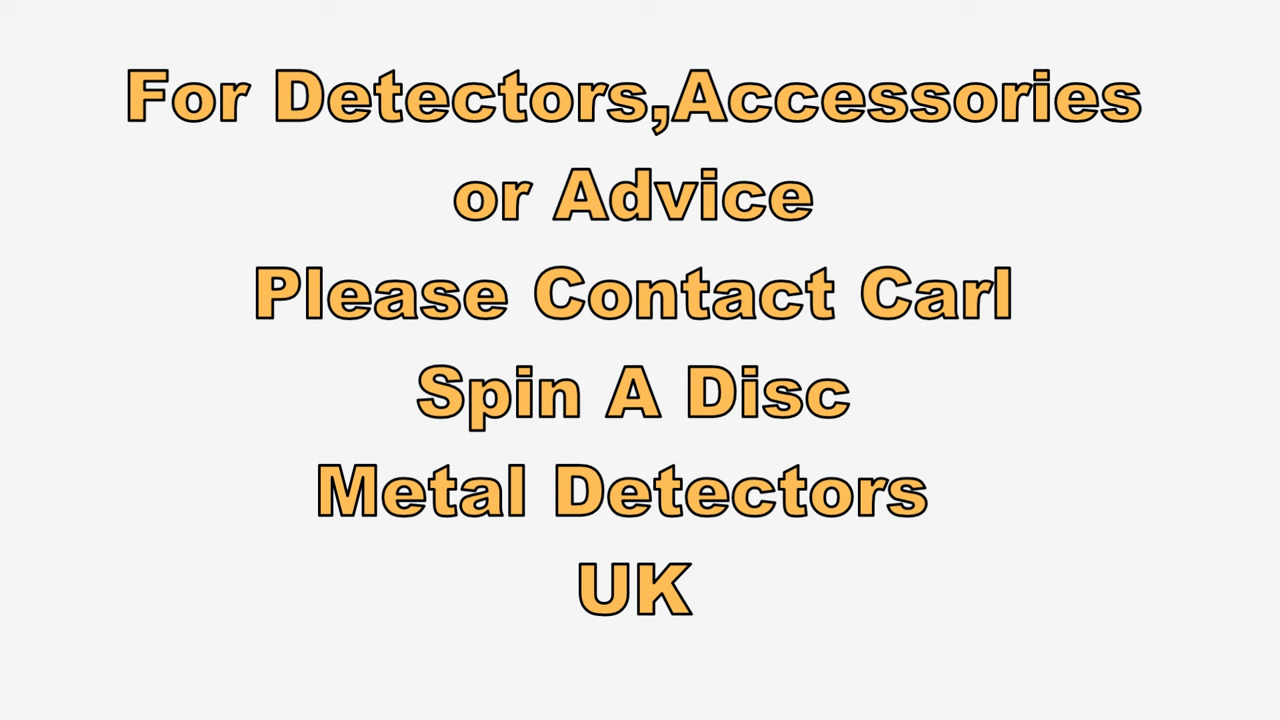 For Detectors,Accessories
or Advice
Please Contact Carl
Spin A Disc
Metal Detectors
UK